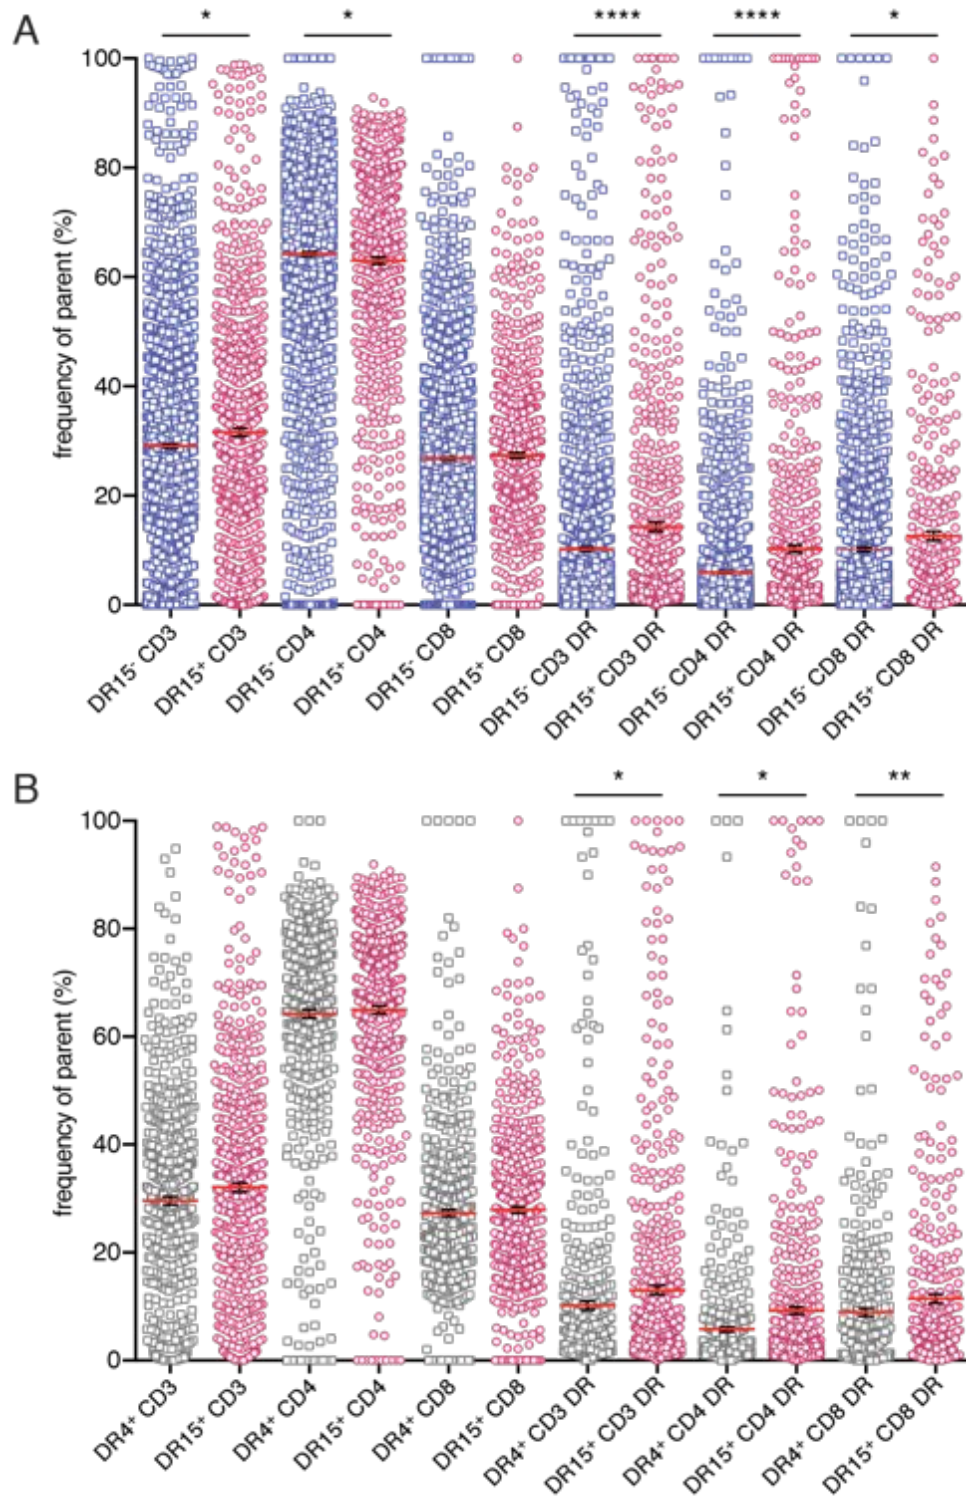 A
* * **** **** *
frequency of parent (%)
100
80
60
40
20
0
DR15⁻ CD3
DR15⁺ CD3
DR15⁻ CD4
DR15⁺ CD4
DR15⁻ CD8
DR15⁺ CD8
DR15⁻ CD3 DR
DR15⁺ CD3 DR
DR15⁻ CD4 DR
DR15⁺ CD4 DR
DR15⁻ CD8 DR
DR15⁺ CD8 DR
B
* * **
frequency of parent (%)
100
80
60
40
20
0
DR4⁺ CD3
DR15⁺ CD3
DR4⁺ CD4
DR15⁺ CD4
DR4⁺ CD8
DR15⁺ CD8
DR4⁺ CD3 DR
DR15⁺ CD3 DR
DR4⁺ CD4 DR
DR15⁺ CD4 DR
DR4⁺ CD8 DR
DR15⁺ CD8 DR